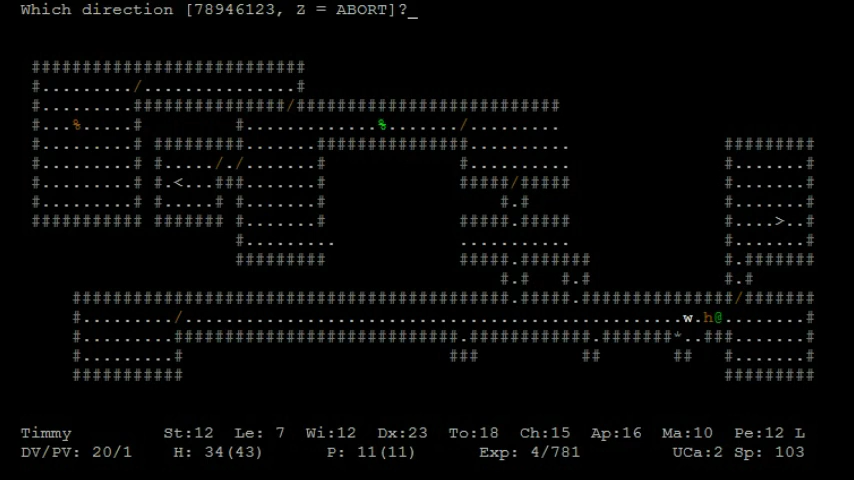 Which direction [78946123, Z = ABORT]?_
Timmy St:12 Le: 7 Wi:12 Dx:23 To:18 Ch:15 Ap:16 Ma:10 Pe:12 L
DV/PV: 20/1 H: 34(43) P: 11(11) Exp: 4/781 UCa:2 Sp: 103